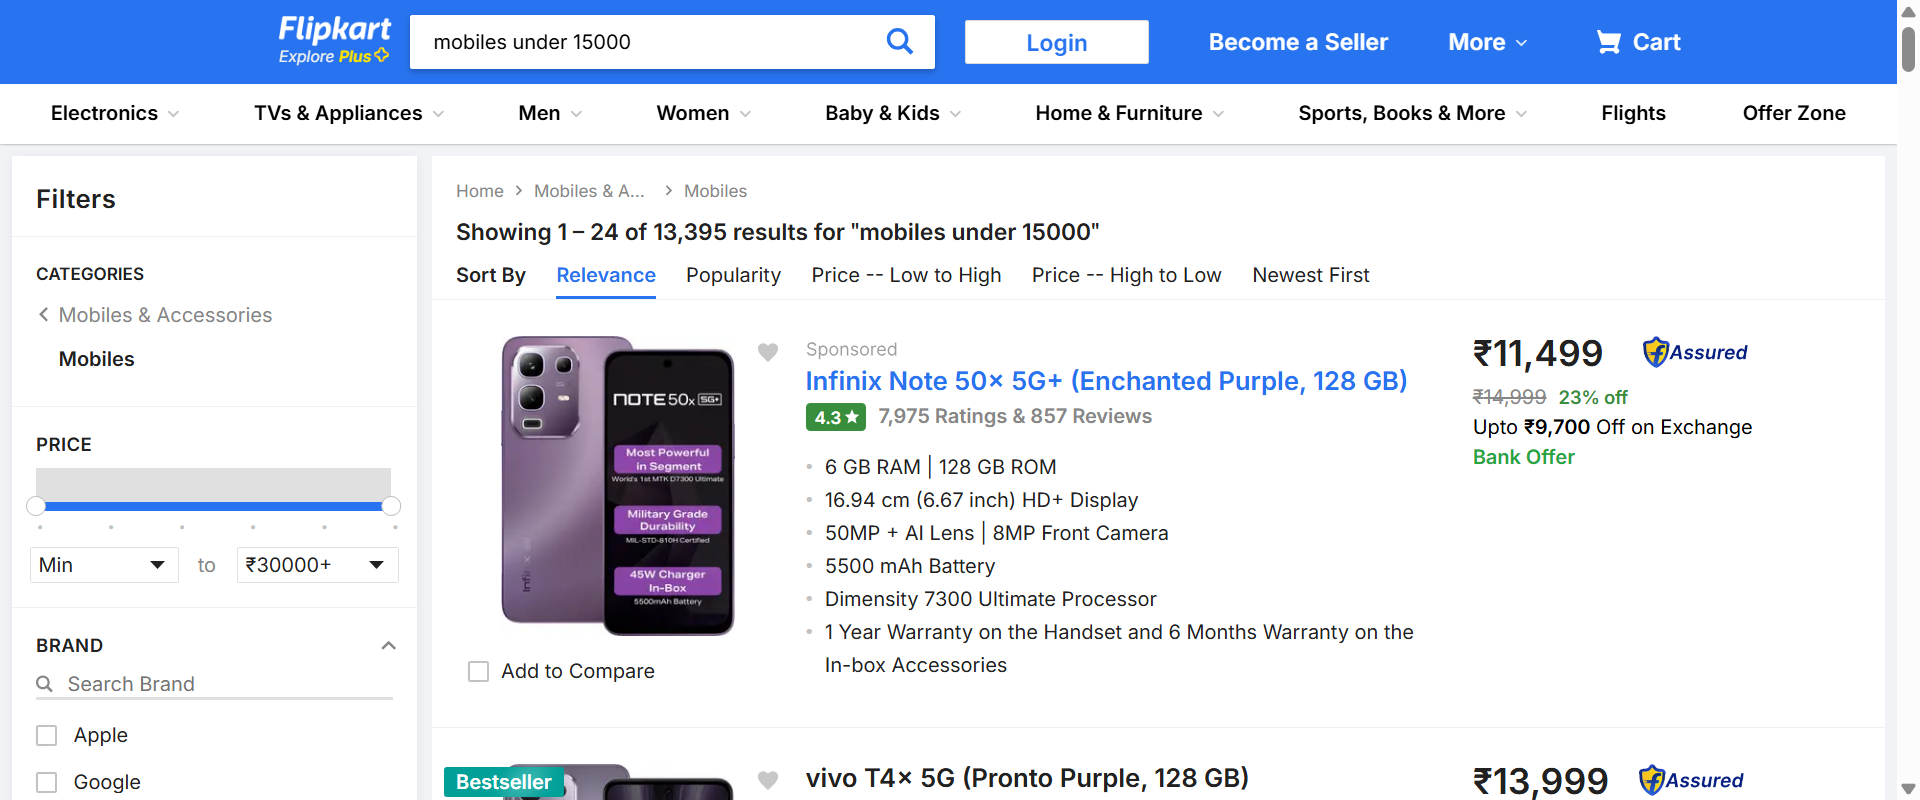 Flipkart
Explore Plus
mobiles under 15000
Login
Become a Seller
More
Cart
Electronics
TVs & Appliances
Men
Women
Baby & Kids
Home & Furniture
Sports, Books & More
Flights
Offer Zone
Filters
CATEGORIES
Mobiles & Accessories
Mobiles
PRICE
Min
to
₹30000+
BRAND
Search Brand
Apple
Google
Home
Mobiles & A...
Mobiles
Showing 1 – 24 of 13,395 results for "mobiles under 15000"
Sort By
Relevance
Popularity
Price -- Low to High
Price -- High to Low
Newest First
NOTE50x 5G+
Most Powerful
in Segment
World's 1st MTK D7300 Ultimate
Military Grade
Durability
MIL-STD-810H Certified
45W Charger
In-Box
5500mAh Battery
Infinix
Add to Compare
Sponsored
Infinix Note 50x 5G+ (Enchanted Purple, 128 GB)
4.3★
7,975 Ratings & 857 Reviews
6 GB RAM | 128 GB ROM
16.94 cm (6.67 inch) HD+ Display
50MP + AI Lens | 8MP Front Camera
5500 mAh Battery
Dimensity 7300 Ultimate Processor
1 Year Warranty on the Handset and 6 Months Warranty on the
In-box Accessories
₹11,499
f Assured
₹14,999 23% off
Upto ₹9,700 Off on Exchange
Bank Offer
Bestseller
vivo T4x 5G (Pronto Purple, 128 GB)
₹13,999
f Assured